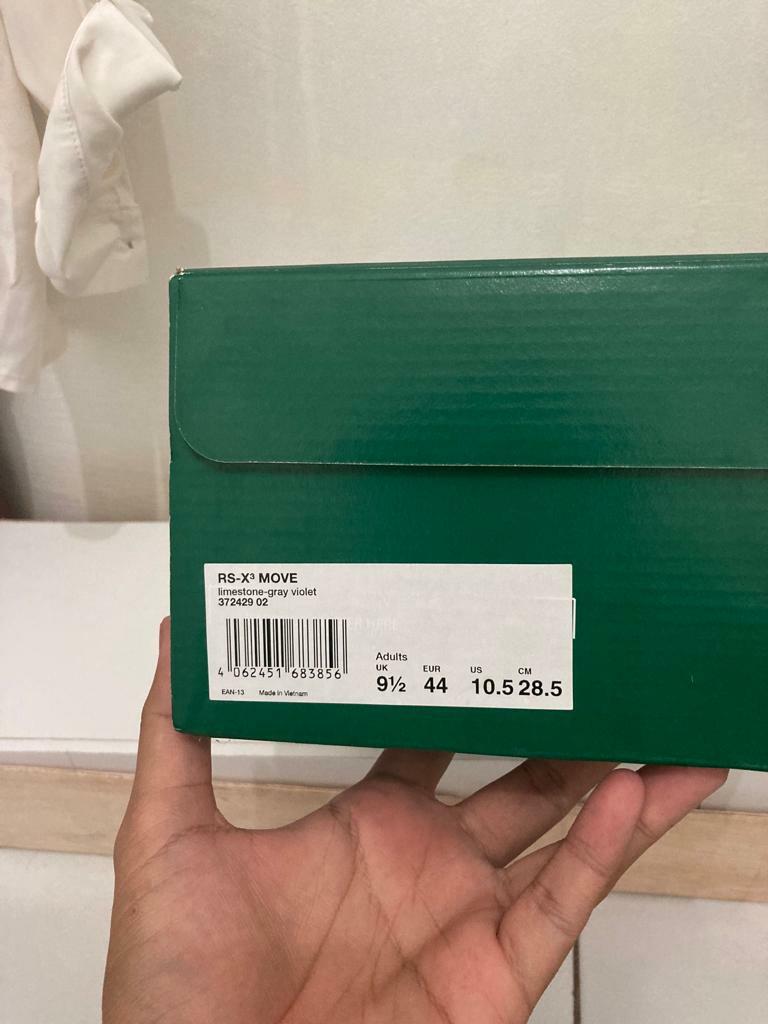 RS-X³ MOVE
limestone-gray violet
372429 02
4 062451 683856
EAN-13 Made in Vietnam
Adults
UK EUR US CM
9½ 44 10.5 28.5